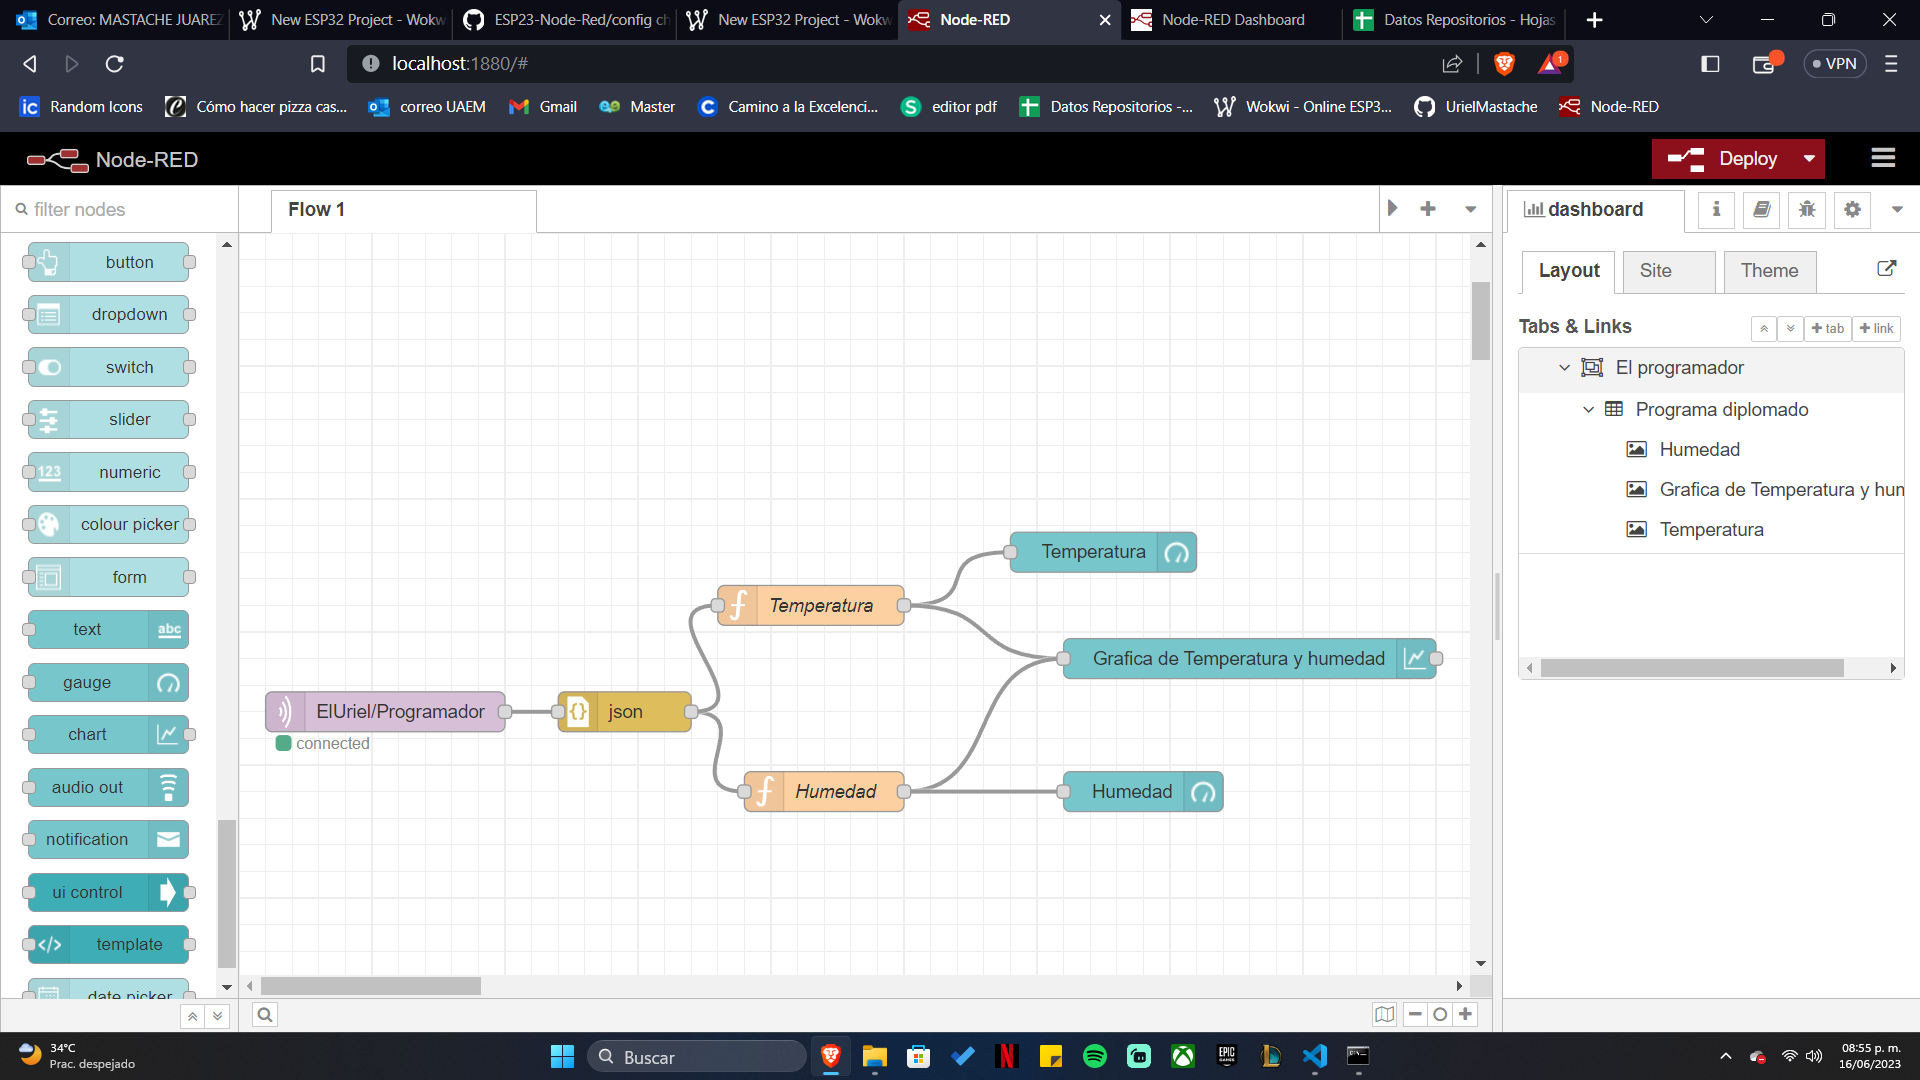 Correo: MASTACHE JUAREZ
New ESP32 Project - Wokw
ESP23-Node-Red/config ch
New ESP32 Project - Wokw
Node-RED
Node-RED Dashboard
Datos Repositorios - Hojas
localhost:1880/#
1
VPN
Random Icons
Cómo hacer pizza cas...
correo UAEM
Gmail
Master
Camino a la Excelenci...
editor pdf
Datos Repositorios -...
Wokwi - Online ESP3...
UrielMastache
Node-RED
Node-RED
Deploy
filter nodes
Flow 1
dashboard
button
dropdown
switch
slider
123
numeric
colour picker
form
text
abc
gauge
chart
audio out
notification
ui control
template
date picker
Layout
Site
Theme
Tabs & Links
tab
link
El programador
Programa diplomado
Humedad
Grafica de Temperatura y hum
Temperatura
Temperatura
Temperatura
Grafica de Temperatura y humedad
ElUriel/Programador
json
connected
Humedad
Humedad
34°C
Prac. despejado
Buscar
EPIC
GAMES
08:55 p. m.
16/06/2023